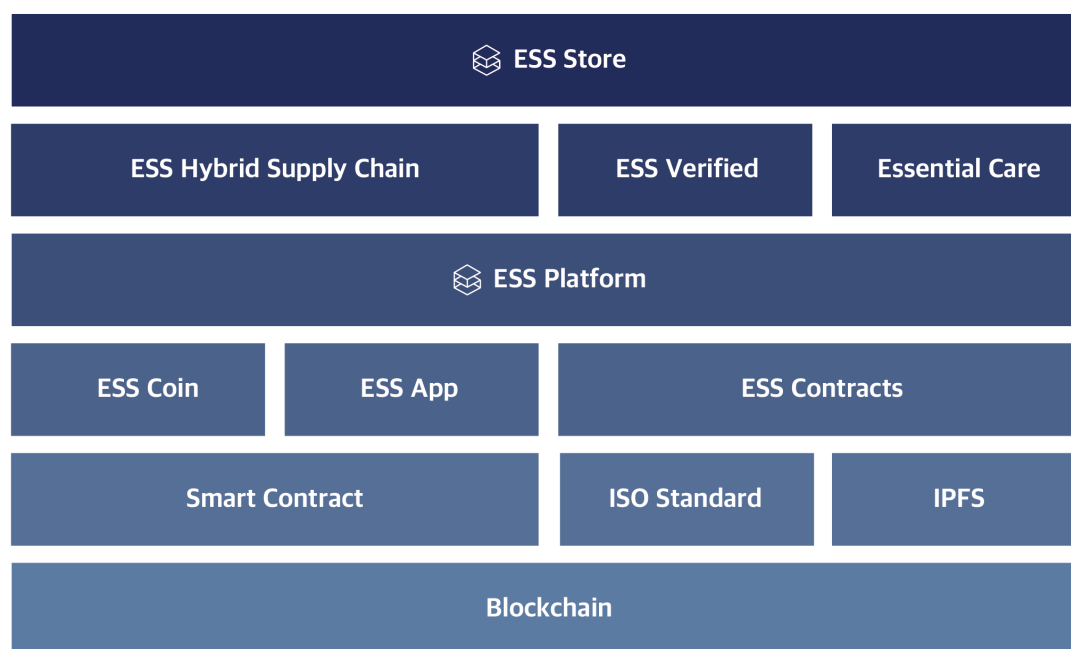 ESS Store
ESS Hybrid Supply Chain
ESS Verified
Essential Care
ESS Platform
ESS Coin
ESS App
ESS Contracts
Smart Contract
ISO Standard
IPFS
Blockchain